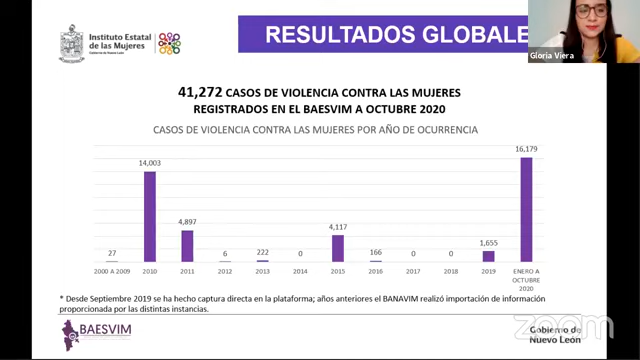 Instituto Estatal
de las Mujeres
Gobierno de Nuevo León
RESULTADOS GLOBALE
Gloria Viera
41,272 CASOS DE VIOLENCIA CONTRA LAS MUJERES
REGISTRADOS EN EL BAESVIM A OCTUBRE 2020
CASOS DE VIOLENCIA CONTRA LAS MUJERES POR AÑO DE OCURRENCIA
27 14,003 4,897 6 222 0 4,117 166 0 0 1,655 16,179
2000 A 2009 2010 2011 2012 2013 2014 2015 2016 2017 2018 2019 ENERO A
OCTUBRE
2020
* Desde Septiembre 2019 se ha hecho captura directa en la plataforma; años anteriores el BANAVIM realizó importación de información
proporcionada por las distintas instancias.
BAESVIM
Gobierno de
Nuevo León
zoom